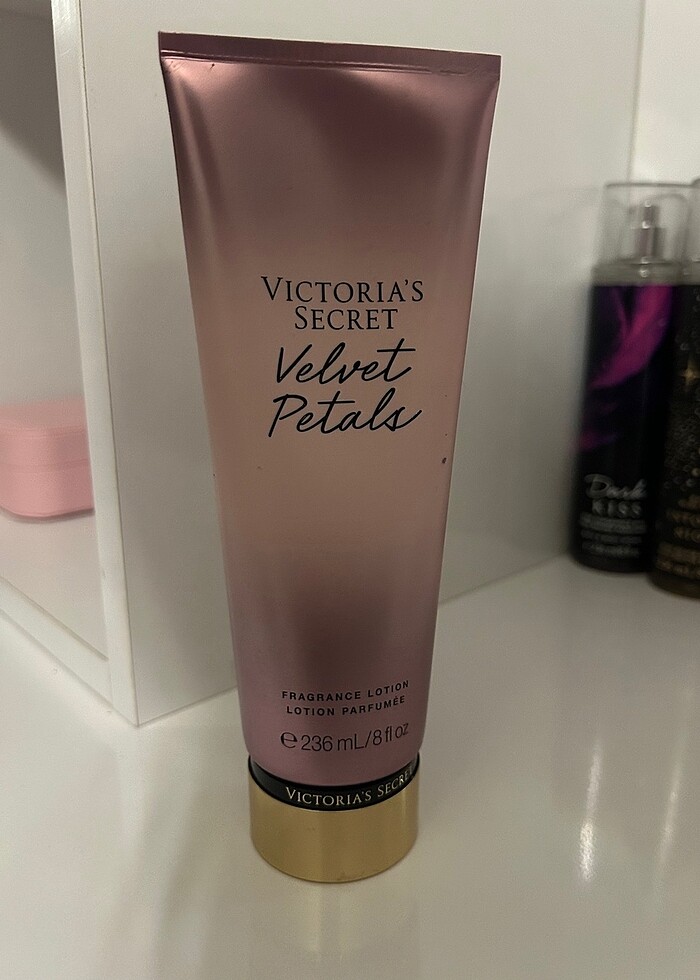 VICTORIA'S
SECRET
Velvet
Petals
FRAGRANCE LOTION
LOTION PARFUMÉE
℮ 236 mL/8 fl oz
VICTORIA'S SECRET
Dark
KISS